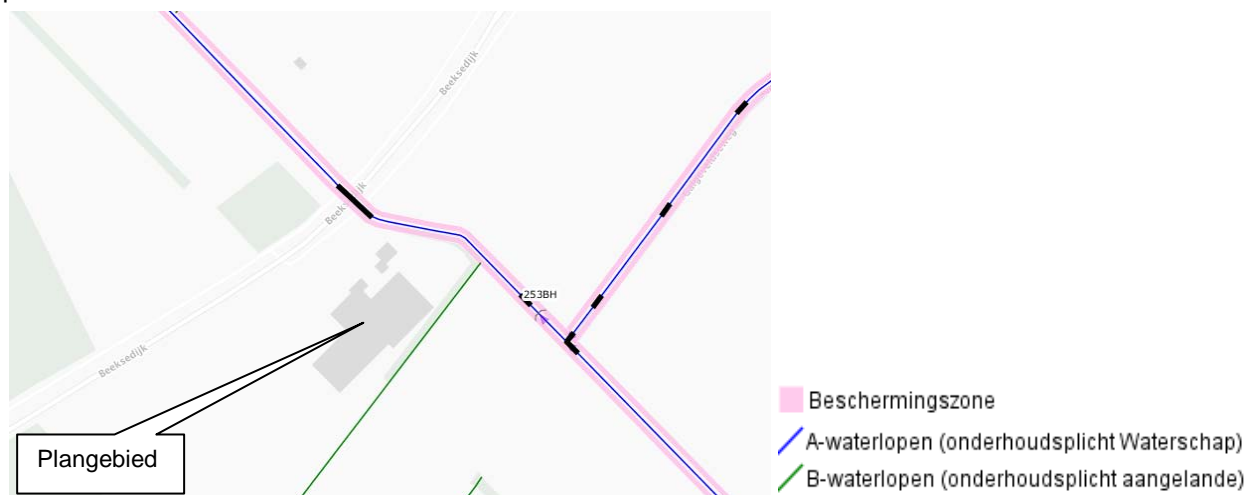 Beeksedijk
Beeksedijk
253BH
Beeksedijk
Plangebied
Beschermingszone
A-waterlopen (onderhoudsplicht Waterschap)
B-waterlopen (onderhoudsplicht aangelande)